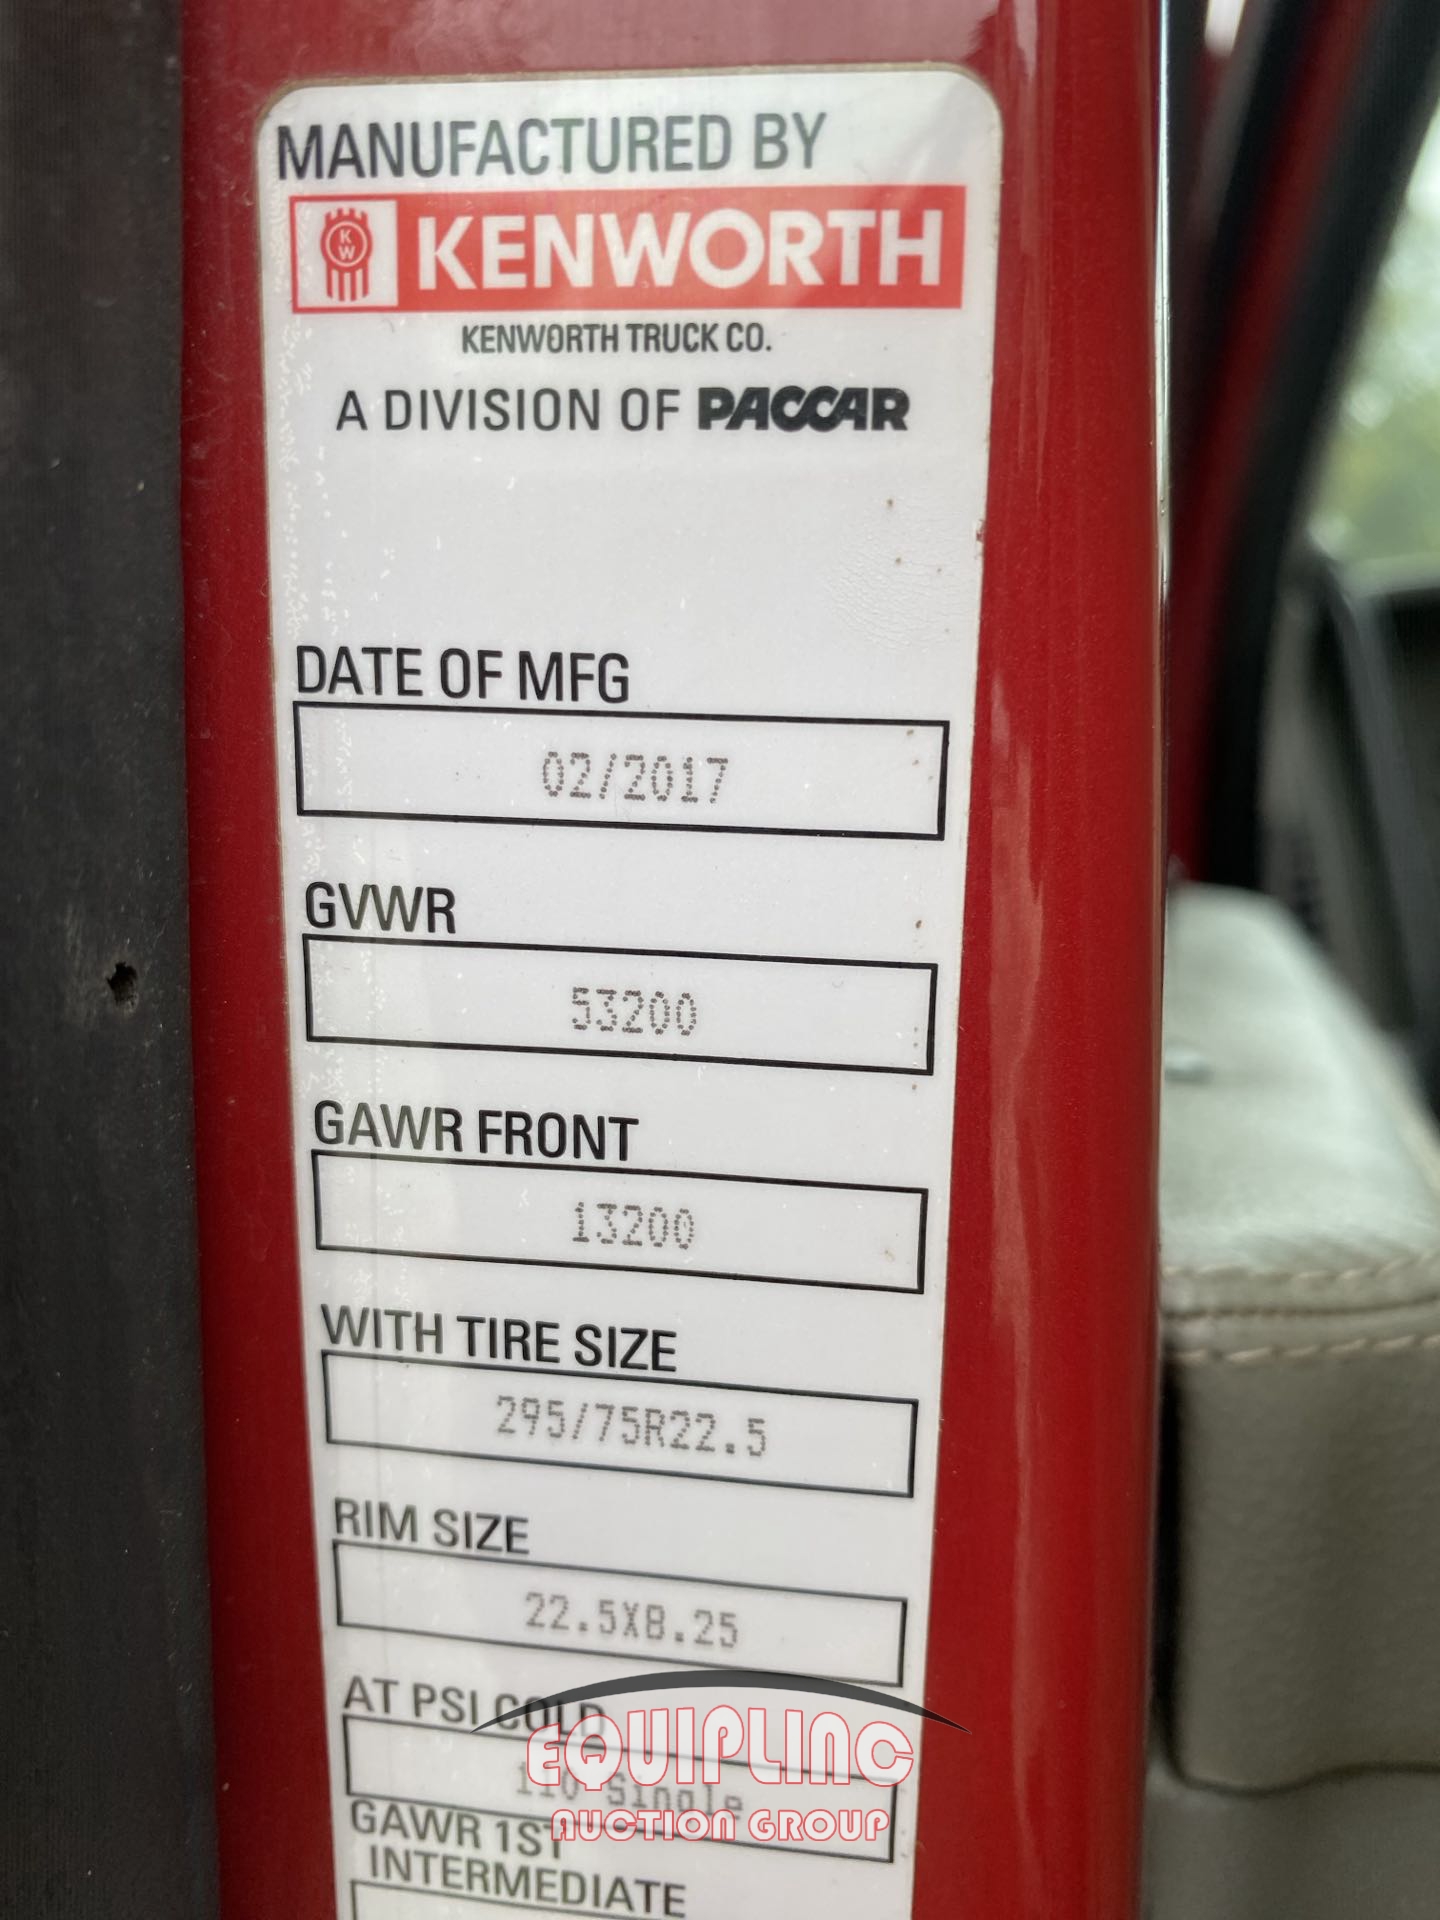 MANUFACTURED BY
K
W
KENWORTH
KENWORTH TRUCK CO.
A DIVISION OF PACCAR
DATE OF MFG
02/2017
GVWR
53200
GAWR FRONT
13200
WITH TIRE SIZE
295/75R22.5
RIM SIZE
22.5X8.25
AT PSI COLD
EQUIPLINC
110 Single
AUCTION GROUP
GAWR 1ST
INTERMEDIATE